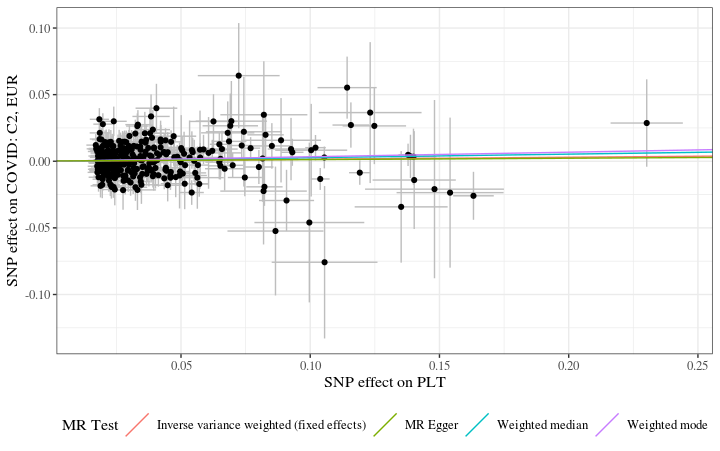 0.10
0.05
0.00
-0.05
-0.10
SNP effect on COVID: C2, EUR
0.05
0.10
0.15
0.20
0.25
SNP effect on PLT
MR Test
Inverse variance weighted (fixed effects)
MR Egger
Weighted median
Weighted mode